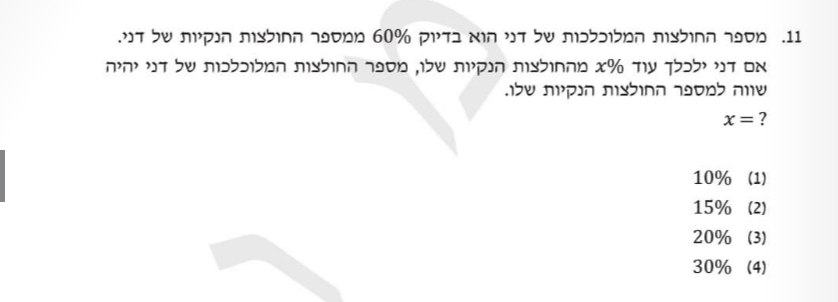 11. מספר החולצות המלוכלכות של דני הוא בדיוק 60% ממספר החולצות הנקיות של דני.
אם דני ילכלך עוד x% מהחולצות הנקיות שלו, מספר החולצות המלוכלכות של דני יהיה
שווה למספר החולצות הנקיות שלו.
x = ?
(1) 10%
(2) 15%
(3) 20%
(4) 30%